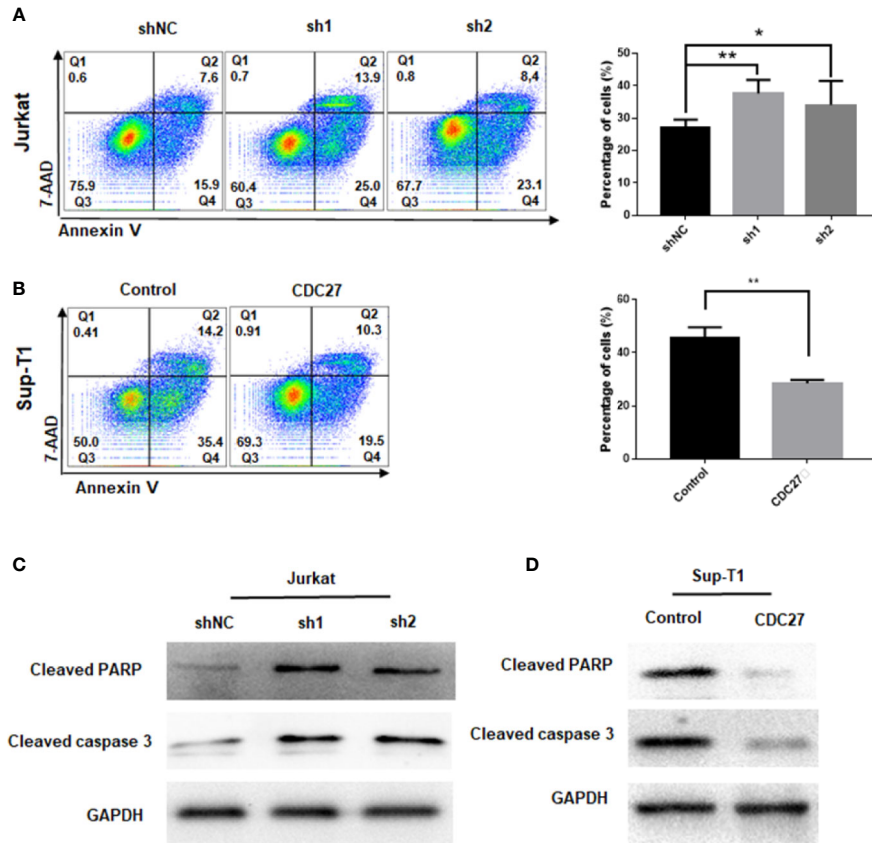 A
shNC
sh1
sh2
Jurkat
Q1
0.6
Q2
7.6
75.9
Q3
15.9
Q4
Q1
0.7
Q2
13.9
60.4
Q3
25.0
Q4
Q1
0.8
Q2
8,4
67.7
Q3
23.1
Q4
7-AAD
Annexin V
Percentage of cells (%)
50
40
30
20
10
0
**
*
shNC
sh1
sh2
B
Control
CDC27
Sup-T1
Q1
0.41
Q2
14.2
50.0
Q3
35.4
Q4
Q1
0.91
Q2
10.3
69.3
Q3
19.5
Q4
7-AAD
Annexin V
Percentage of cells (%)
60
40
20
0
**
Control
CDC27□
C
Jurkat
shNC
sh1
sh2
Cleaved PARP
Cleaved caspase 3
GAPDH
D
Sup-T1
Control
CDC27
Cleaved PARP
Cleaved caspase 3
GAPDH